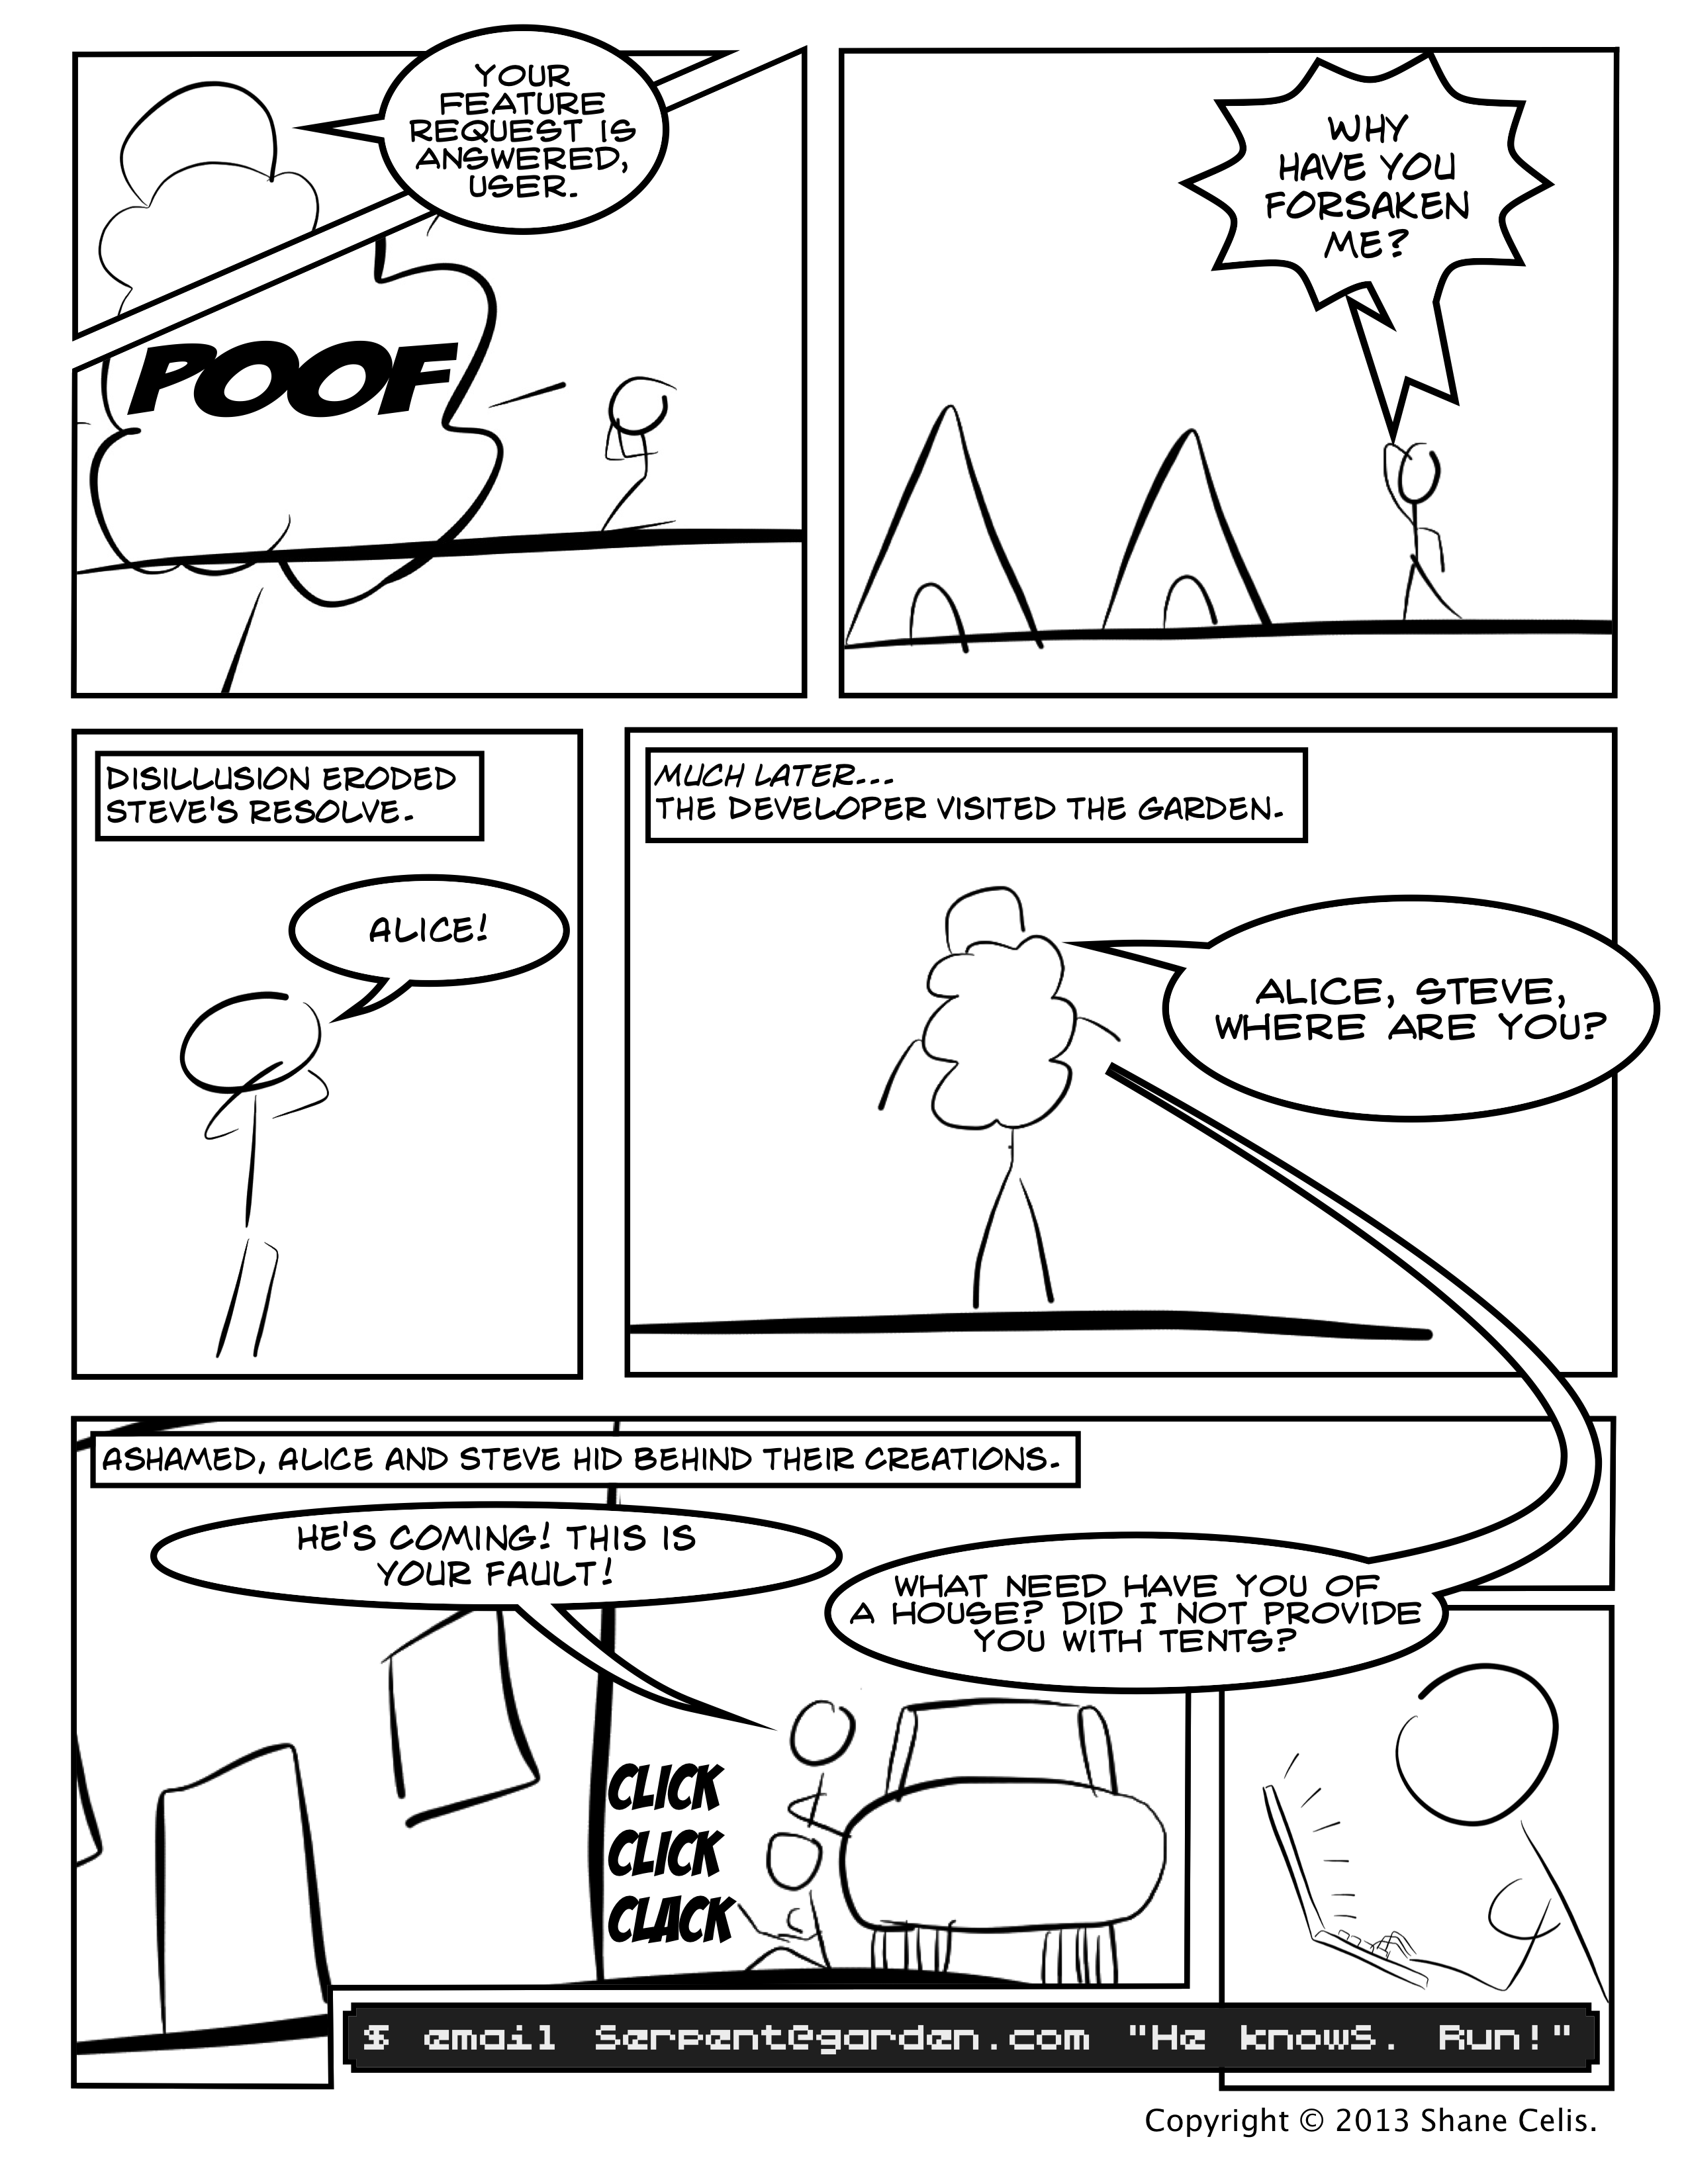 YOUR
FEATURE
REQUEST IS
ANSWERED,
USER.
POOF
WHY
HAVE YOU
FORSAKEN
ME?
DISILLUSION ERODED
STEVE'S RESOLVE.
ALICE!
MUCH LATER...
THE DEVELOPER VISITED THE GARDEN.
ALICE, STEVE,
WHERE ARE YOU?
ASHAMED, ALICE AND STEVE HID BEHIND THEIR CREATIONS.
HE'S COMING! THIS IS
YOUR FAULT!
WHAT NEED HAVE YOU OF
A HOUSE? DID I NOT PROVIDE
YOU WITH TENTS?
CLICK
CLICK
CLACK
$ email Serpent@garden.com "He knows. Run!"
Copyright © 2013 Shane Celis.